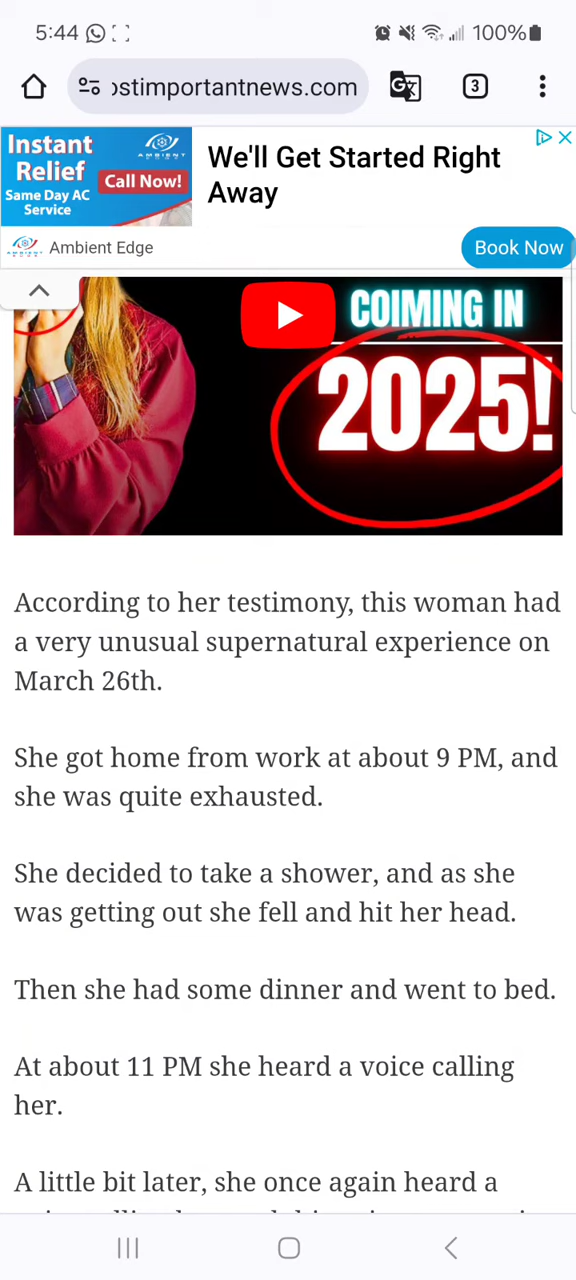 5:44
100%
ostimportantnews.com
3
Instant
Relief
Same Day AC
Service
AMBIENT
EDGE
Call Now!
We'll Get Started Right
Away
Ambient Edge
Book Now
COIMING IN
2025!
According to her testimony, this woman had
a very unusual supernatural experience on
March 26th.
She got home from work at about 9 PM, and
she was quite exhausted.
She decided to take a shower, and as she
was getting out she fell and hit her head.
Then she had some dinner and went to bed.
At about 11 PM she heard a voice calling
her.
A little bit later, she once again heard a